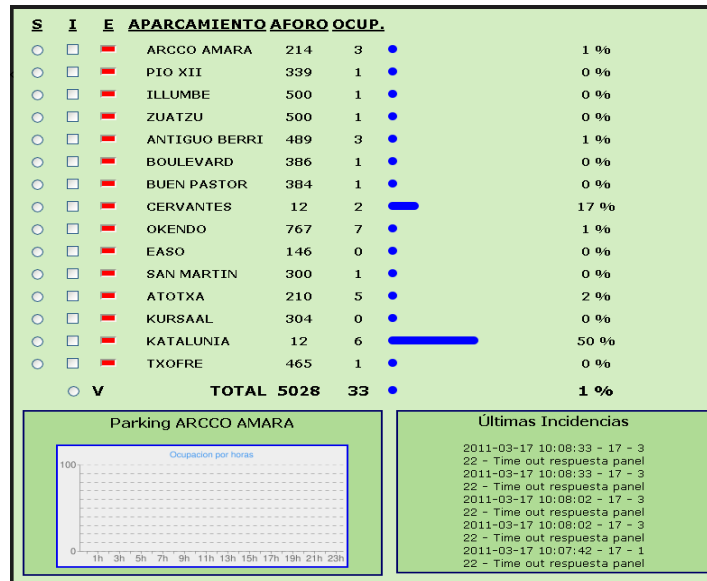 S I E APARCAMIENTO AFORO OCUP.
ARCCO AMARA 214 3 1 %
PIO XII 339 1 0 %
ILLUMBE 500 1 0 %
ZUATZU 500 1 0 %
ANTIGUO BERRI 489 3 1 %
BOULEVARD 386 1 0 %
BUEN PASTOR 384 1 0 %
CERVANTES 12 2 17 %
OKENDO 767 7 1 %
EASO 146 0 0 %
SAN MARTIN 300 1 0 %
ATOTXA 210 5 2 %
KURSAAL 304 0 0 %
KATALUNIA 12 6 50 %
TXOFRE 465 1 0 %
V TOTAL 5028 33 1 %
Parking ARCCO AMARA
Ocupacion por horas
100
0
1h 3h 5h 7h 9h 11h 13h 15h 17h 19h 21h 23h
Últimas Incidencias
2011-03-17 10:08:33 - 17 - 3
22 - Time out respuesta panel
2011-03-17 10:08:33 - 17 - 3
22 - Time out respuesta panel
2011-03-17 10:08:02 - 17 - 3
22 - Time out respuesta panel
2011-03-17 10:08:02 - 17 - 3
22 - Time out respuesta panel
2011-03-17 10:07:42 - 17 - 1
22 - Time out respuesta panel